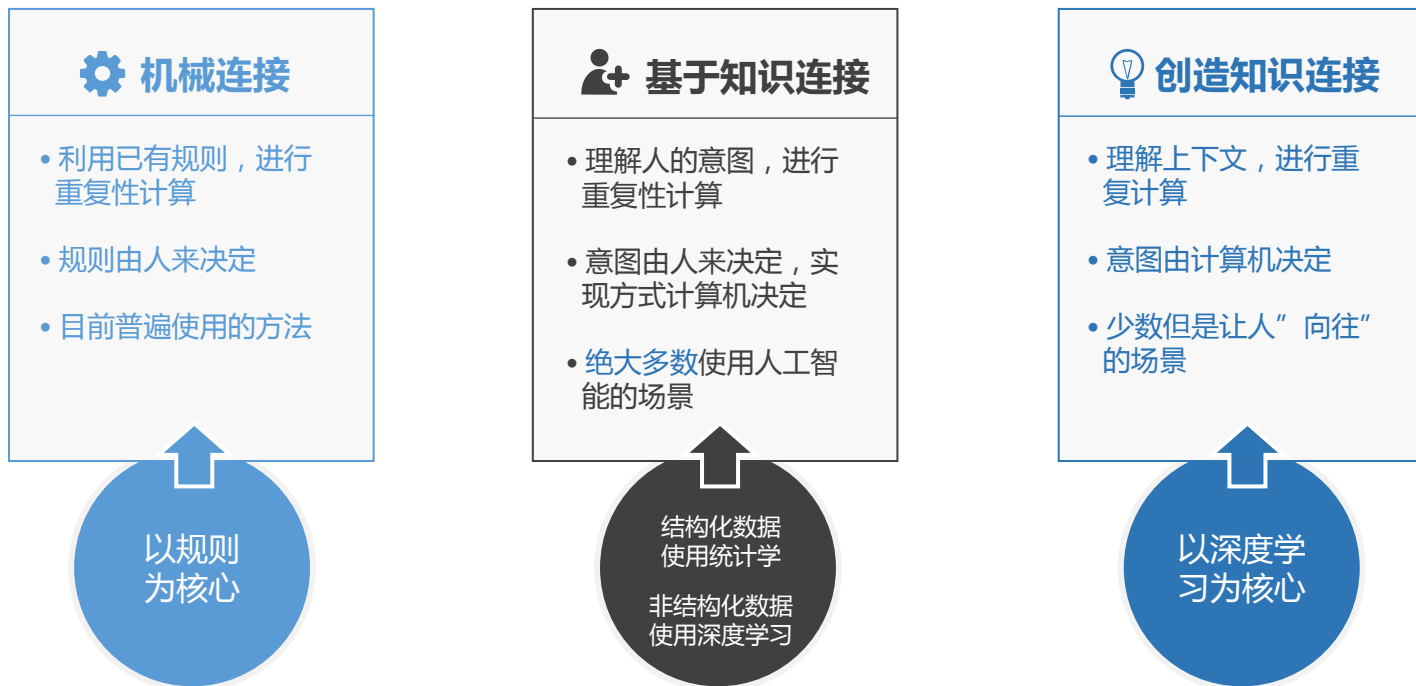 机械连接
• 利用已有规则，进行
重复性计算
• 规则由人来决定
• 目前普遍使用的方法
以规则
为核心
基于知识连接
• 理解人的意图，进行
重复性计算
• 意图由人来决定，实
现方式计算机决定
• 绝大多数使用人工智
能的场景
结构化数据
使用统计学
非结构化数据
使用深度学习
创造知识连接
• 理解上下文，进行重
复计算
• 意图由计算机决定
• 少数但是让人”向往”
的场景
以深度学
习为核心